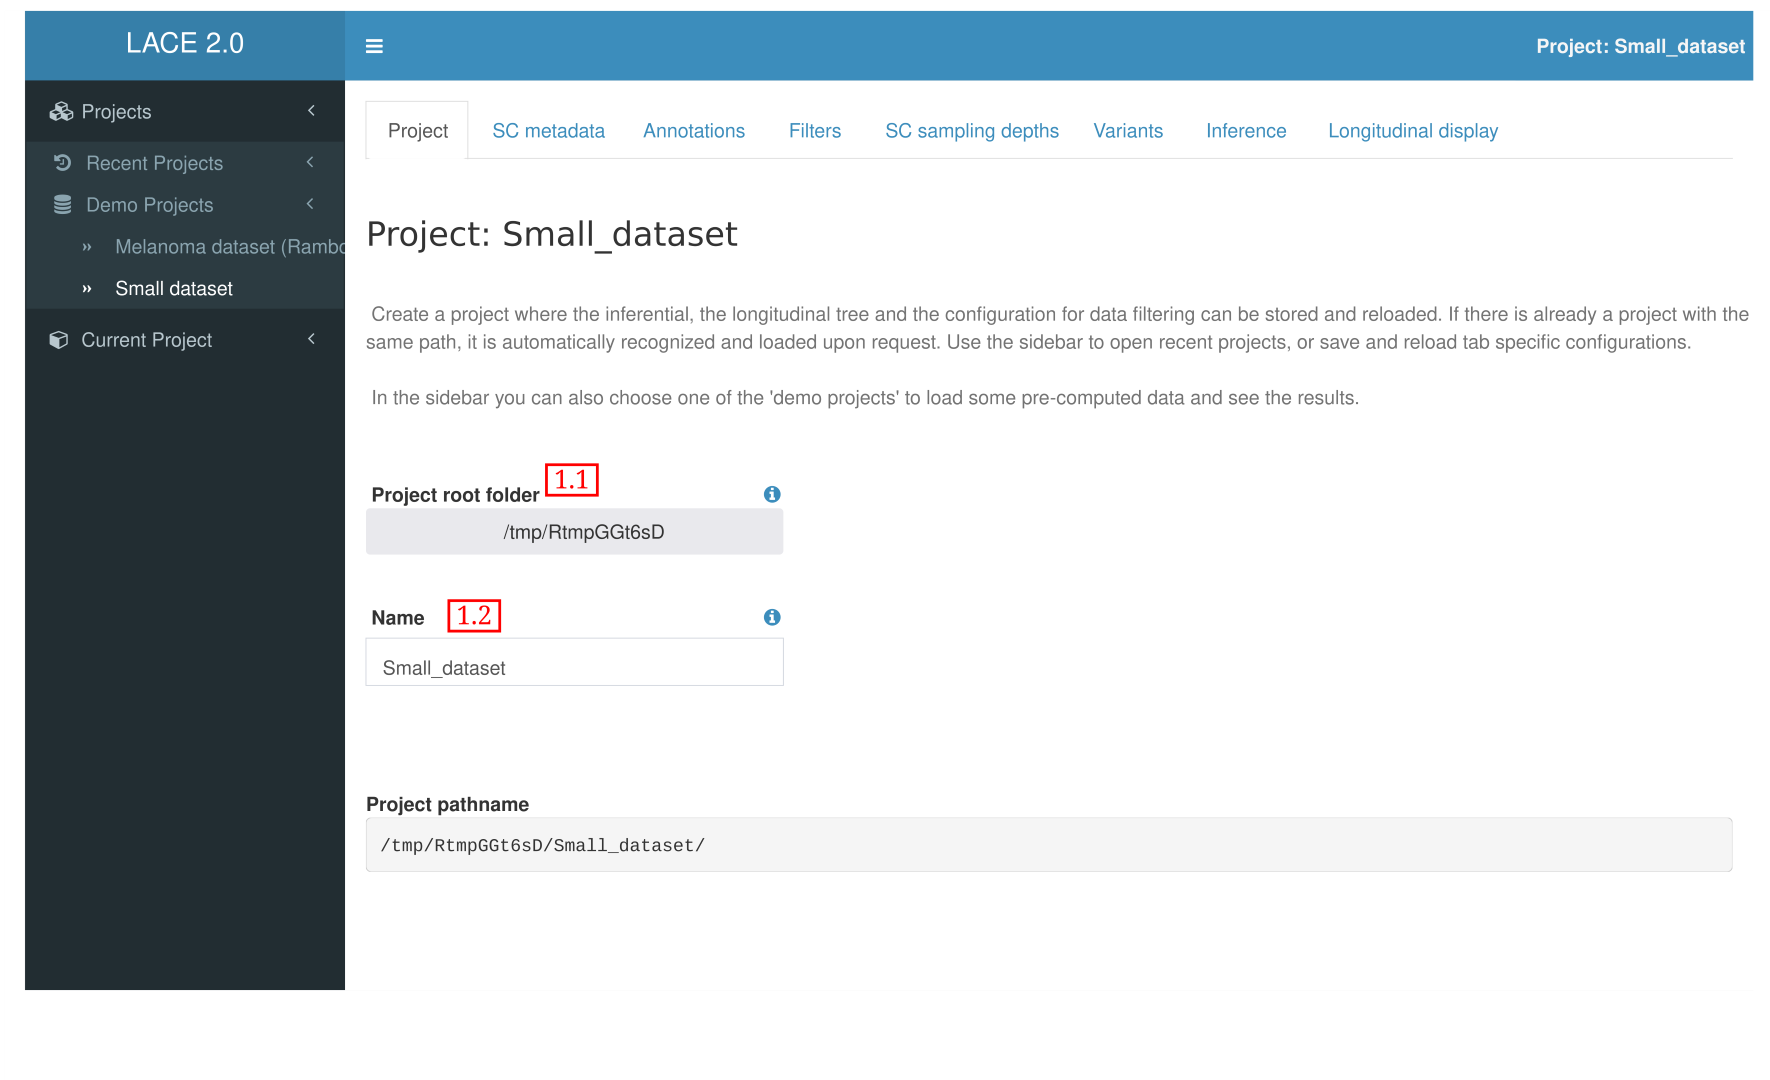 LACE 2.0
Project: Small_dataset
Projects
Recent Projects
Demo Projects
» Melanoma dataset (Rambo
» Small dataset
Current Project
Project SC metadata Annotations Filters SC sampling depths Variants Inference Longitudinal display
Project: Small_dataset
Create a project where the inferential, the longitudinal tree and the configuration for data filtering can be stored and reloaded. If there is already a project with the
same path, it is automatically recognized and loaded upon request. Use the sidebar to open recent projects, or save and reload tab specific configurations.
In the sidebar you can also choose one of the 'demo projects' to load some pre-computed data and see the results.
Project root folder 1.1
/tmp/RtmpGGt6sD
Name 1.2
Small_dataset
Project pathname
/tmp/RtmpGGt6sD/Small_dataset/